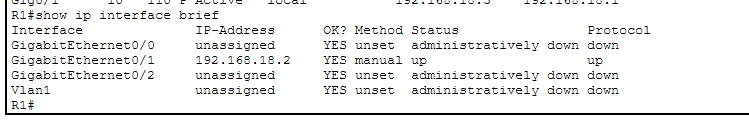 Gig0/1 10 110 P Active local 192.168.18.3 192.168.18.1
R1#show ip interface brief
Interface IP-Address OK? Method Status Protocol
GigabitEthernet0/0 unassigned YES unset administratively down down
GigabitEthernet0/1 192.168.18.2 YES manual up up
GigabitEthernet0/2 unassigned YES unset administratively down down
Vlan1 unassigned YES unset administratively down down
R1#